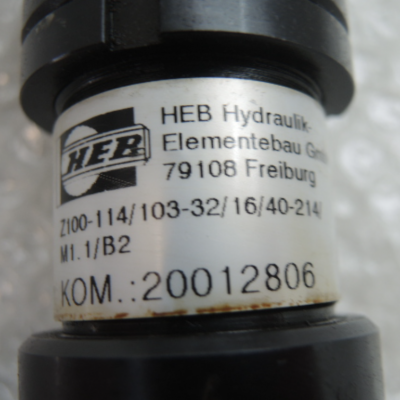 HEB
HEB Hydraulik-
Elementebau
79108 Freiburg
Z100-114/103-32/16/40-214/
M1.1/B2
KOM.:20012806